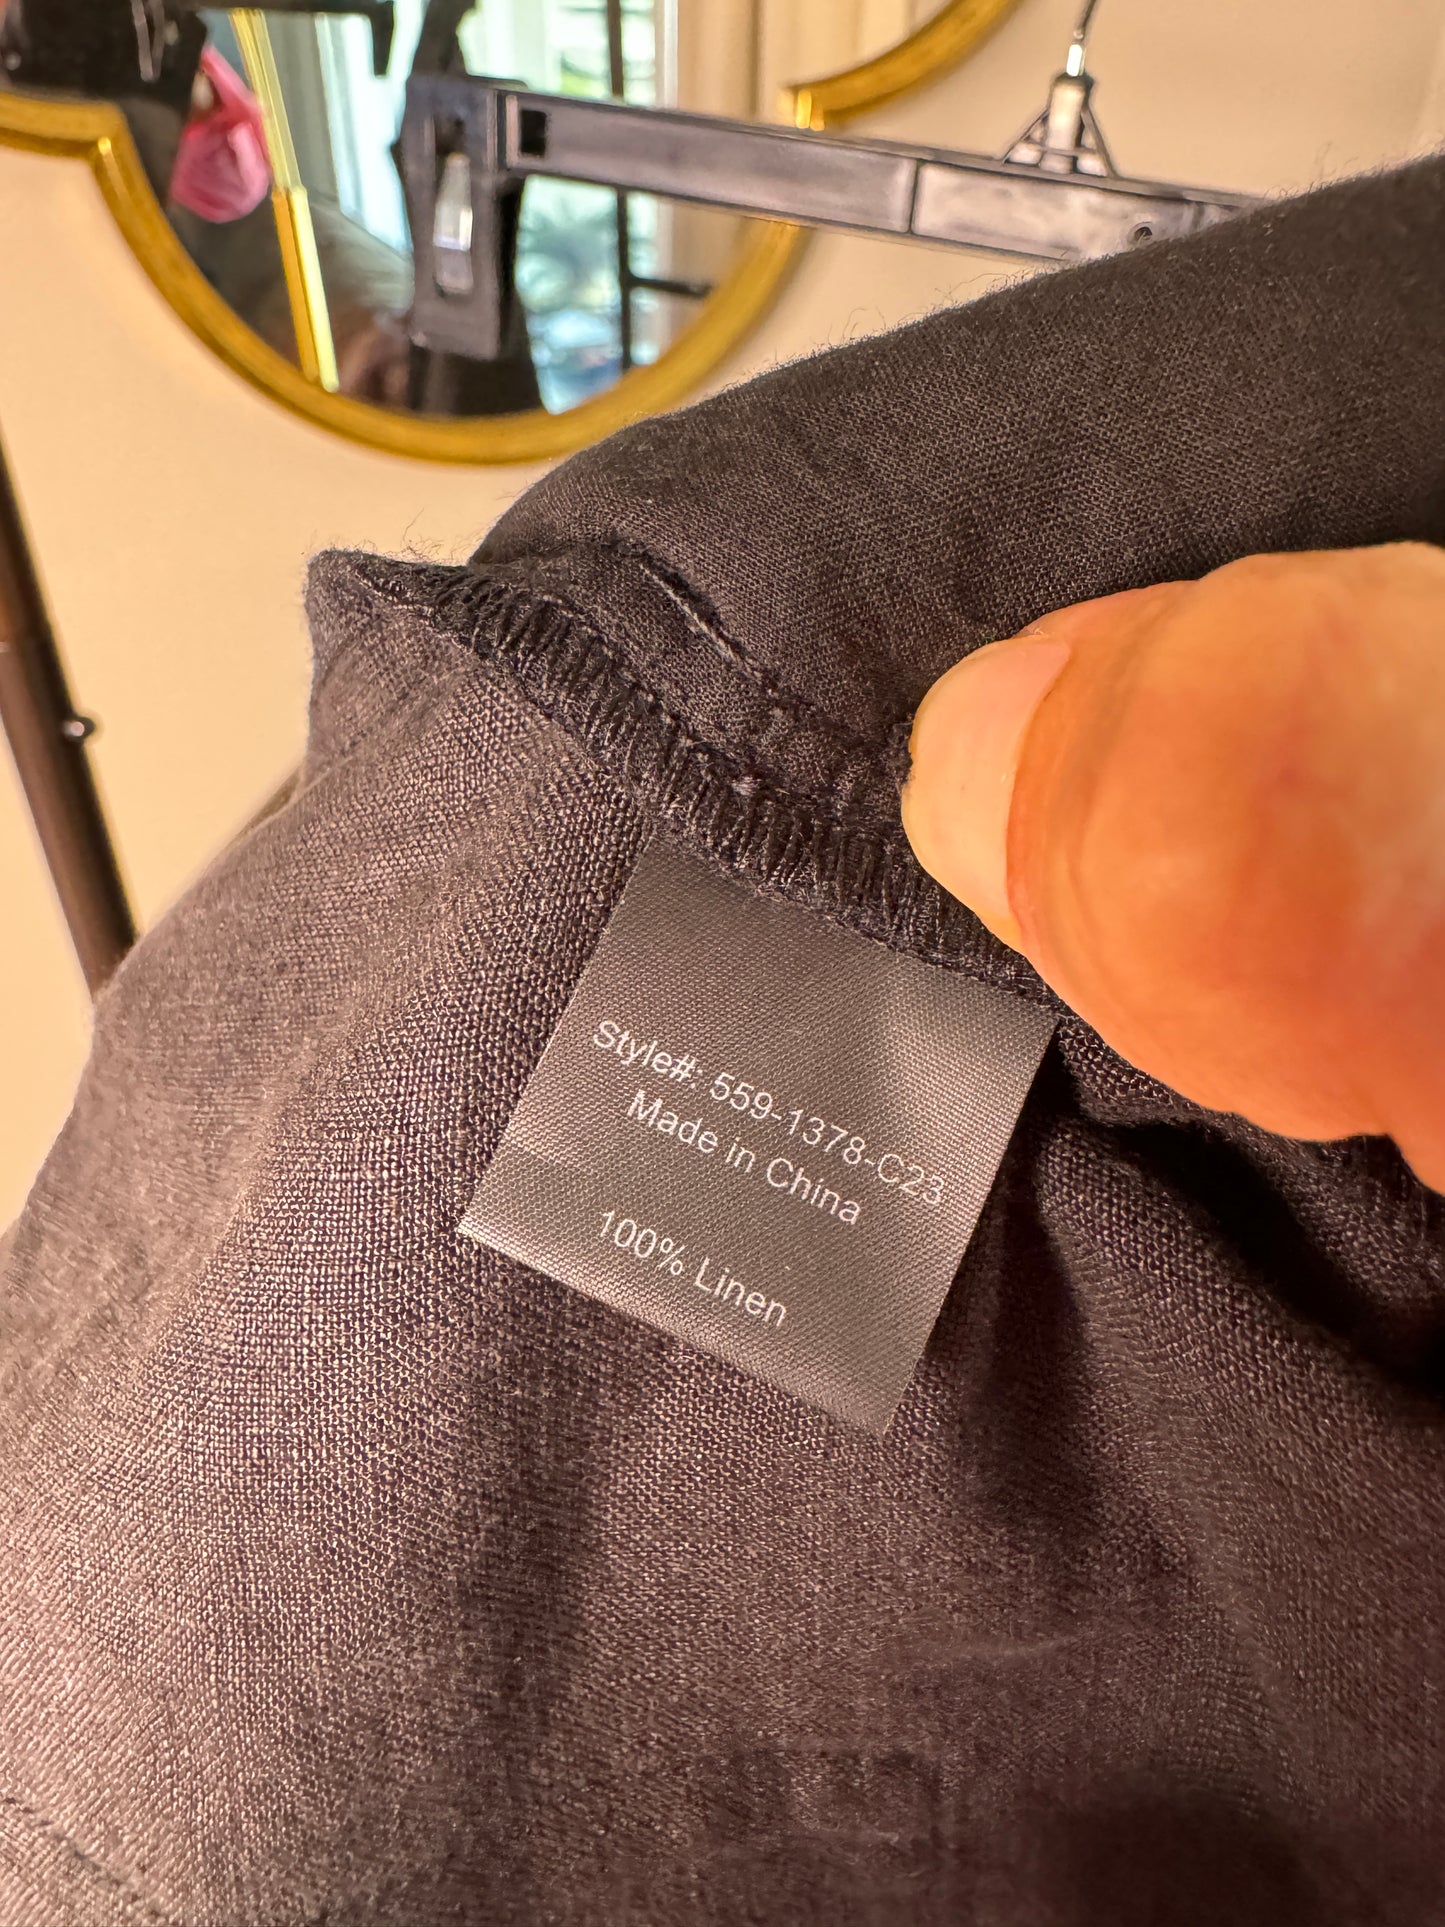 Style#: 559-1378-C23
Made in China
100% Linen